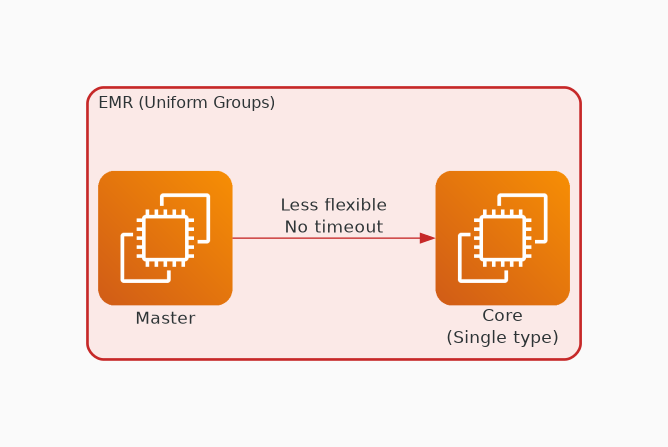 EMR (Uniform Groups)
Less flexible
No timeout
Master
Core
(Single type)